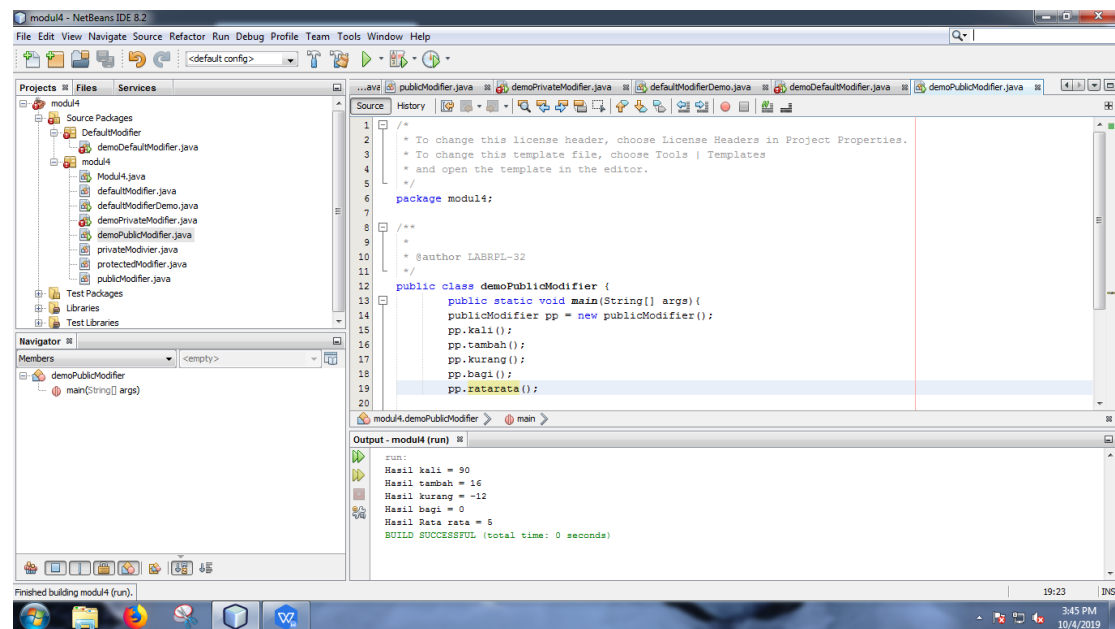 modul4 - NetBeans IDE 8.2
File Edit View Navigate Source Refactor Run Debug Profile Team Tools Window Help
<default config>
Projects Files Services
...ava publicModifier.java demoPrivateModifier.java defaultModifierDemo.java demoDefaultModifier.java demoPublicModifier.java
Source History
modul4
Source Packages
DefaultModifier
demoDefaultModifier.java
modul4
Modul4.java
defaultModifier.java
defaultModifierDemo.java
demoPrivateModifier.java
demoPublicModifier.java
privateModivier.java
protectedModifier.java
publicModifier.java
Test Packages
Libraries
Test Libraries
Navigator
Members <empty>
demoPublicModifier
main(String[] args)
1 /*
2 * To change this license header, choose License Headers in Project Properties.
3 * To change this template file, choose Tools | Templates
4 * and open the template in the editor.
5 */
6 package modul4;
7
8 /**
9 *
10 * @author LABRPL-32
11 */
12 public class demoPublicModifier {
13 public static void main(String[] args){
14 publicModifier pp = new publicModifier();
15 pp.kali();
16 pp.tambah();
17 pp.kurang();
18 pp.bagi();
19 pp.ratarata();
20
modul4.demoPublicModifier main
Output - modul4 (run)
run:
Hasil kali = 90
Hasil tambah = 16
Hasil kurang = -12
Hasil bagi = 0
Hasil Rata rata = 5
BUILD SUCCESSFUL (total time: 0 seconds)
Finished building modul4 (run).
19:23 INS
3:45 PM
10/4/2019